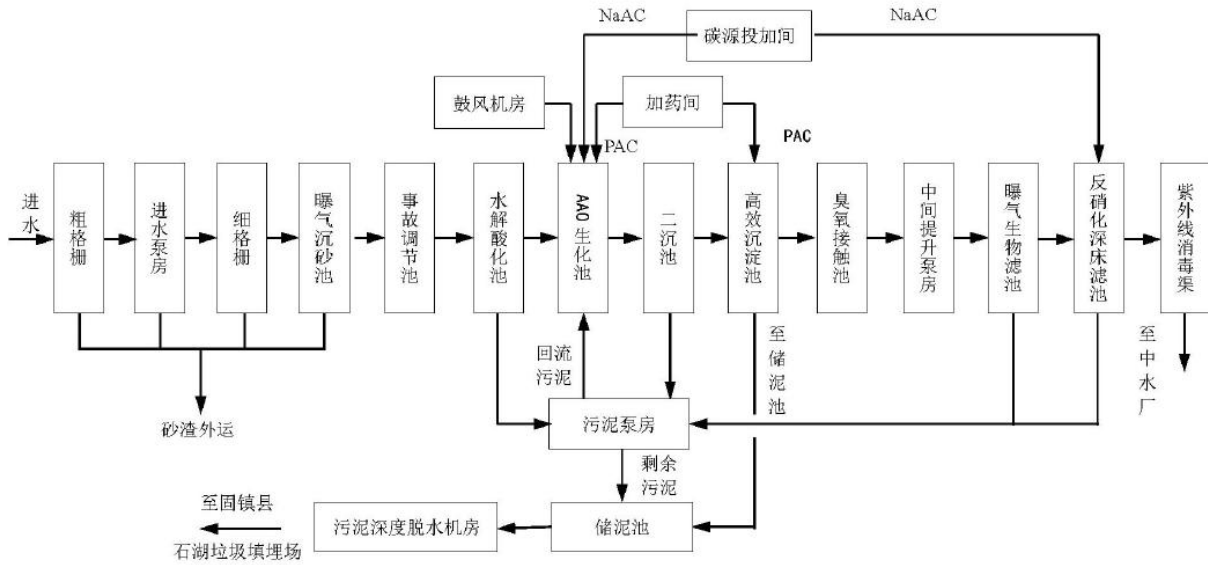 NaAC
NaAC
碳源投加间
鼓风机房
加药间
PAC
PAC
进水
粗格栅
进水泵房
细格栅
曝气沉砂池
事故调节池
水解酸化池
AAO生化池
二沉池
高效沉淀池
臭氧接触池
中间提升泵房
曝气生物滤池
反硝化深床滤池
紫外线消毒渠
回流
污泥
至储泥池
至中水厂
砂渣外运
污泥泵房
剩余
污泥
至固镇县
石湖垃圾填埋场
污泥深度脱水机房
储泥池